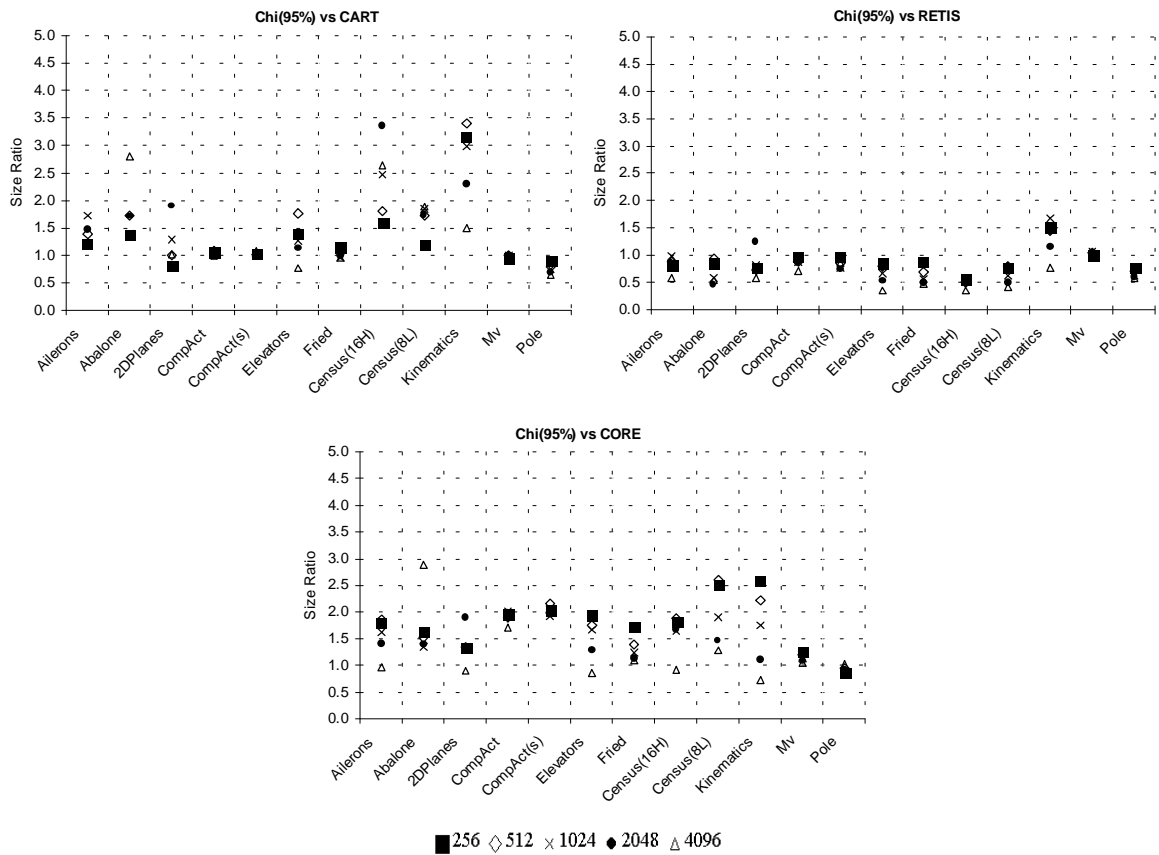 Chi(95%) vs CART
Size Ratio
5.0
4.5
4.0
3.5
3.0
2.5
2.0
1.5
1.0
0.5
0.0
Ailerons
Abalone
2DPlanes
CompAct
CompAct(s)
Elevators
Fried
Census(16H)
Census(8L)
Kinematics
Mv
Pole
Chi(95%) vs RETIS
Size Ratio
5.0
4.5
4.0
3.5
3.0
2.5
2.0
1.5
1.0
0.5
0.0
Ailerons
Abalone
2DPlanes
CompAct
CompAct(s)
Elevators
Fried
Census(16H)
Census(8L)
Kinematics
Mv
Pole
Chi(95%) vs CORE
Size Ratio
5.0
4.5
4.0
3.5
3.0
2.5
2.0
1.5
1.0
0.5
0.0
Ailerons
Abalone
2DPlanes
CompAct
CompAct(s)
Elevators
Fried
Census(16H)
Census(8L)
Kinematics
Mv
Pole
256 512 1024 2048 4096